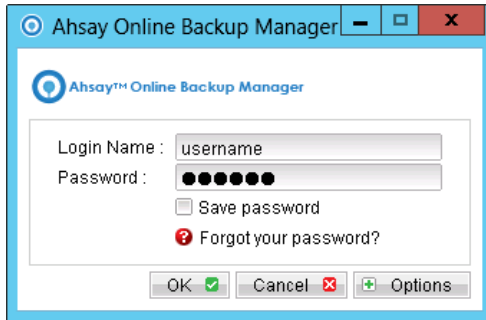 Ahsay Online Backup Manager
Ahsay™ Online Backup Manager
Login Name : username
Password : ●●●●●●
Save password
Forgot your password?
OK Cancel Options